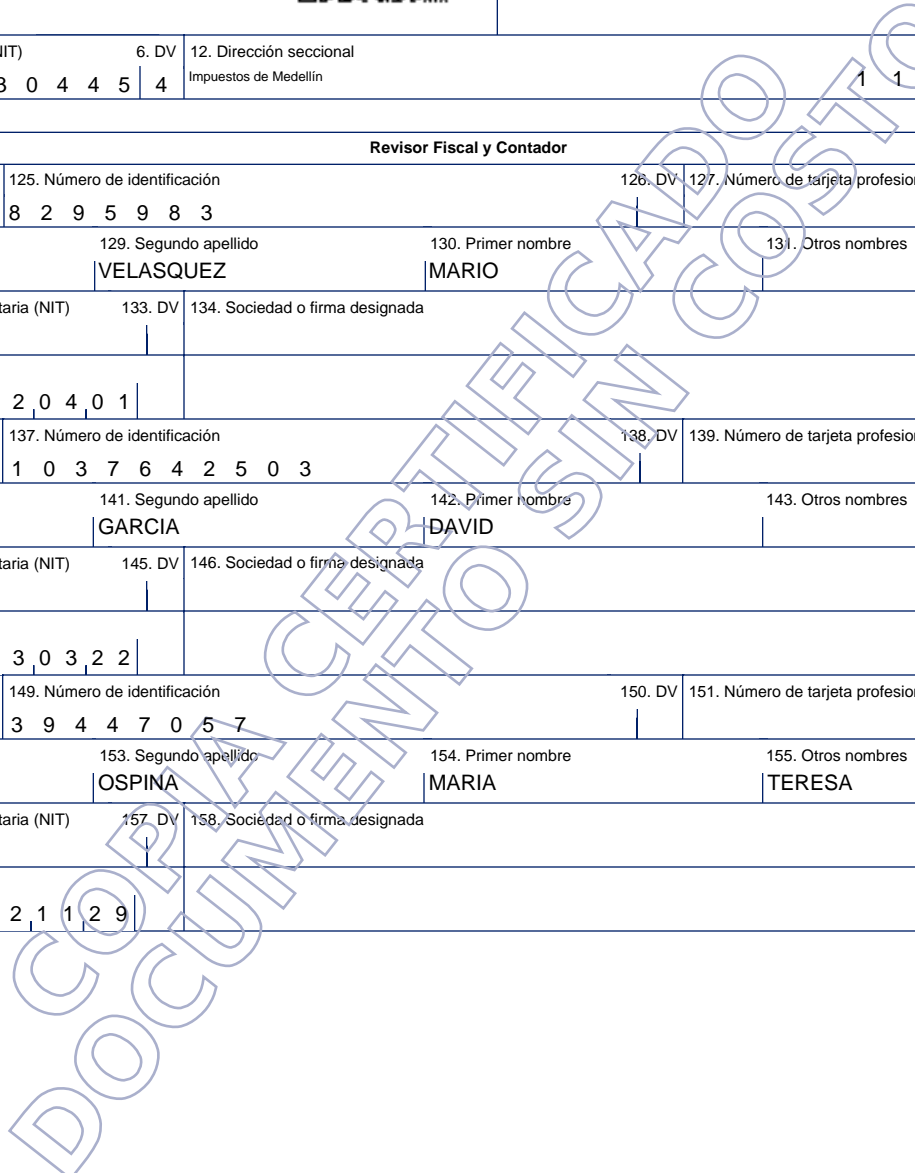 NIT) 6. DV 12. Dirección seccional
0 4 4 5 4 Impuestos de Medellín 1 1
Revisor Fiscal y Contador
125. Número de identificación 126. DV 127. Número de tarjeta profesion
8 2 9 5 9 8 3
129. Segundo apellido 130. Primer nombre 131. Otros nombres
VELASQUEZ MARIO
taria (NIT) 133. DV 134. Sociedad o firma designada
2 0 4 0 1
137. Número de identificación 138. DV 139. Número de tarjeta profesion
1 0 3 7 6 4 2 5 0 3
141. Segundo apellido 142. Primer nombre 143. Otros nombres
GARCIA DAVID
taria (NIT) 145. DV 146. Sociedad o firma designada
3 0 3 2 2
149. Número de identificación 150. DV 151. Número de tarjeta profesion
3 9 4 4 7 0 5 7
153. Segundo apellido 154. Primer nombre 155. Otros nombres
OSPINA MARIA TERESA
taria (NIT) 157. DV 158. Sociedad o firma designada
2 1 1 2 9
COPIA CERTIFICADO
DOCUMENTO SIN COSTO